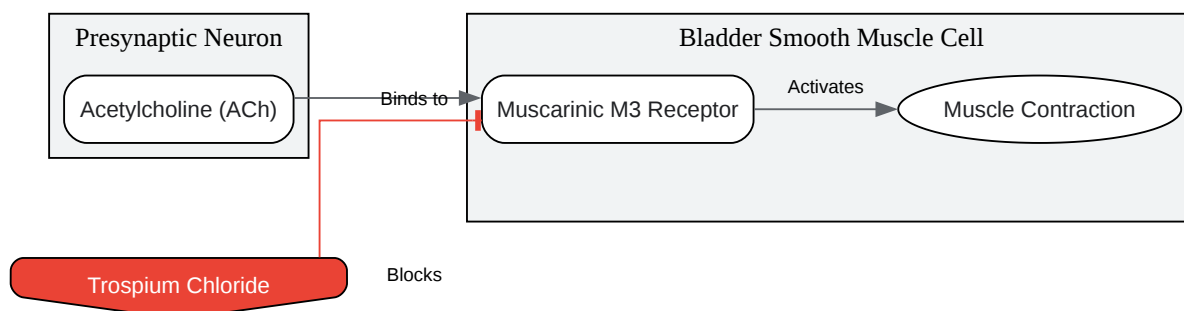 Presynaptic Neuron
Bladder Smooth Muscle Cell
Acetylcholine (ACh)
Binds to
Muscarinic M3 Receptor
Activates
Muscle Contraction
Trospium Chloride
Blocks